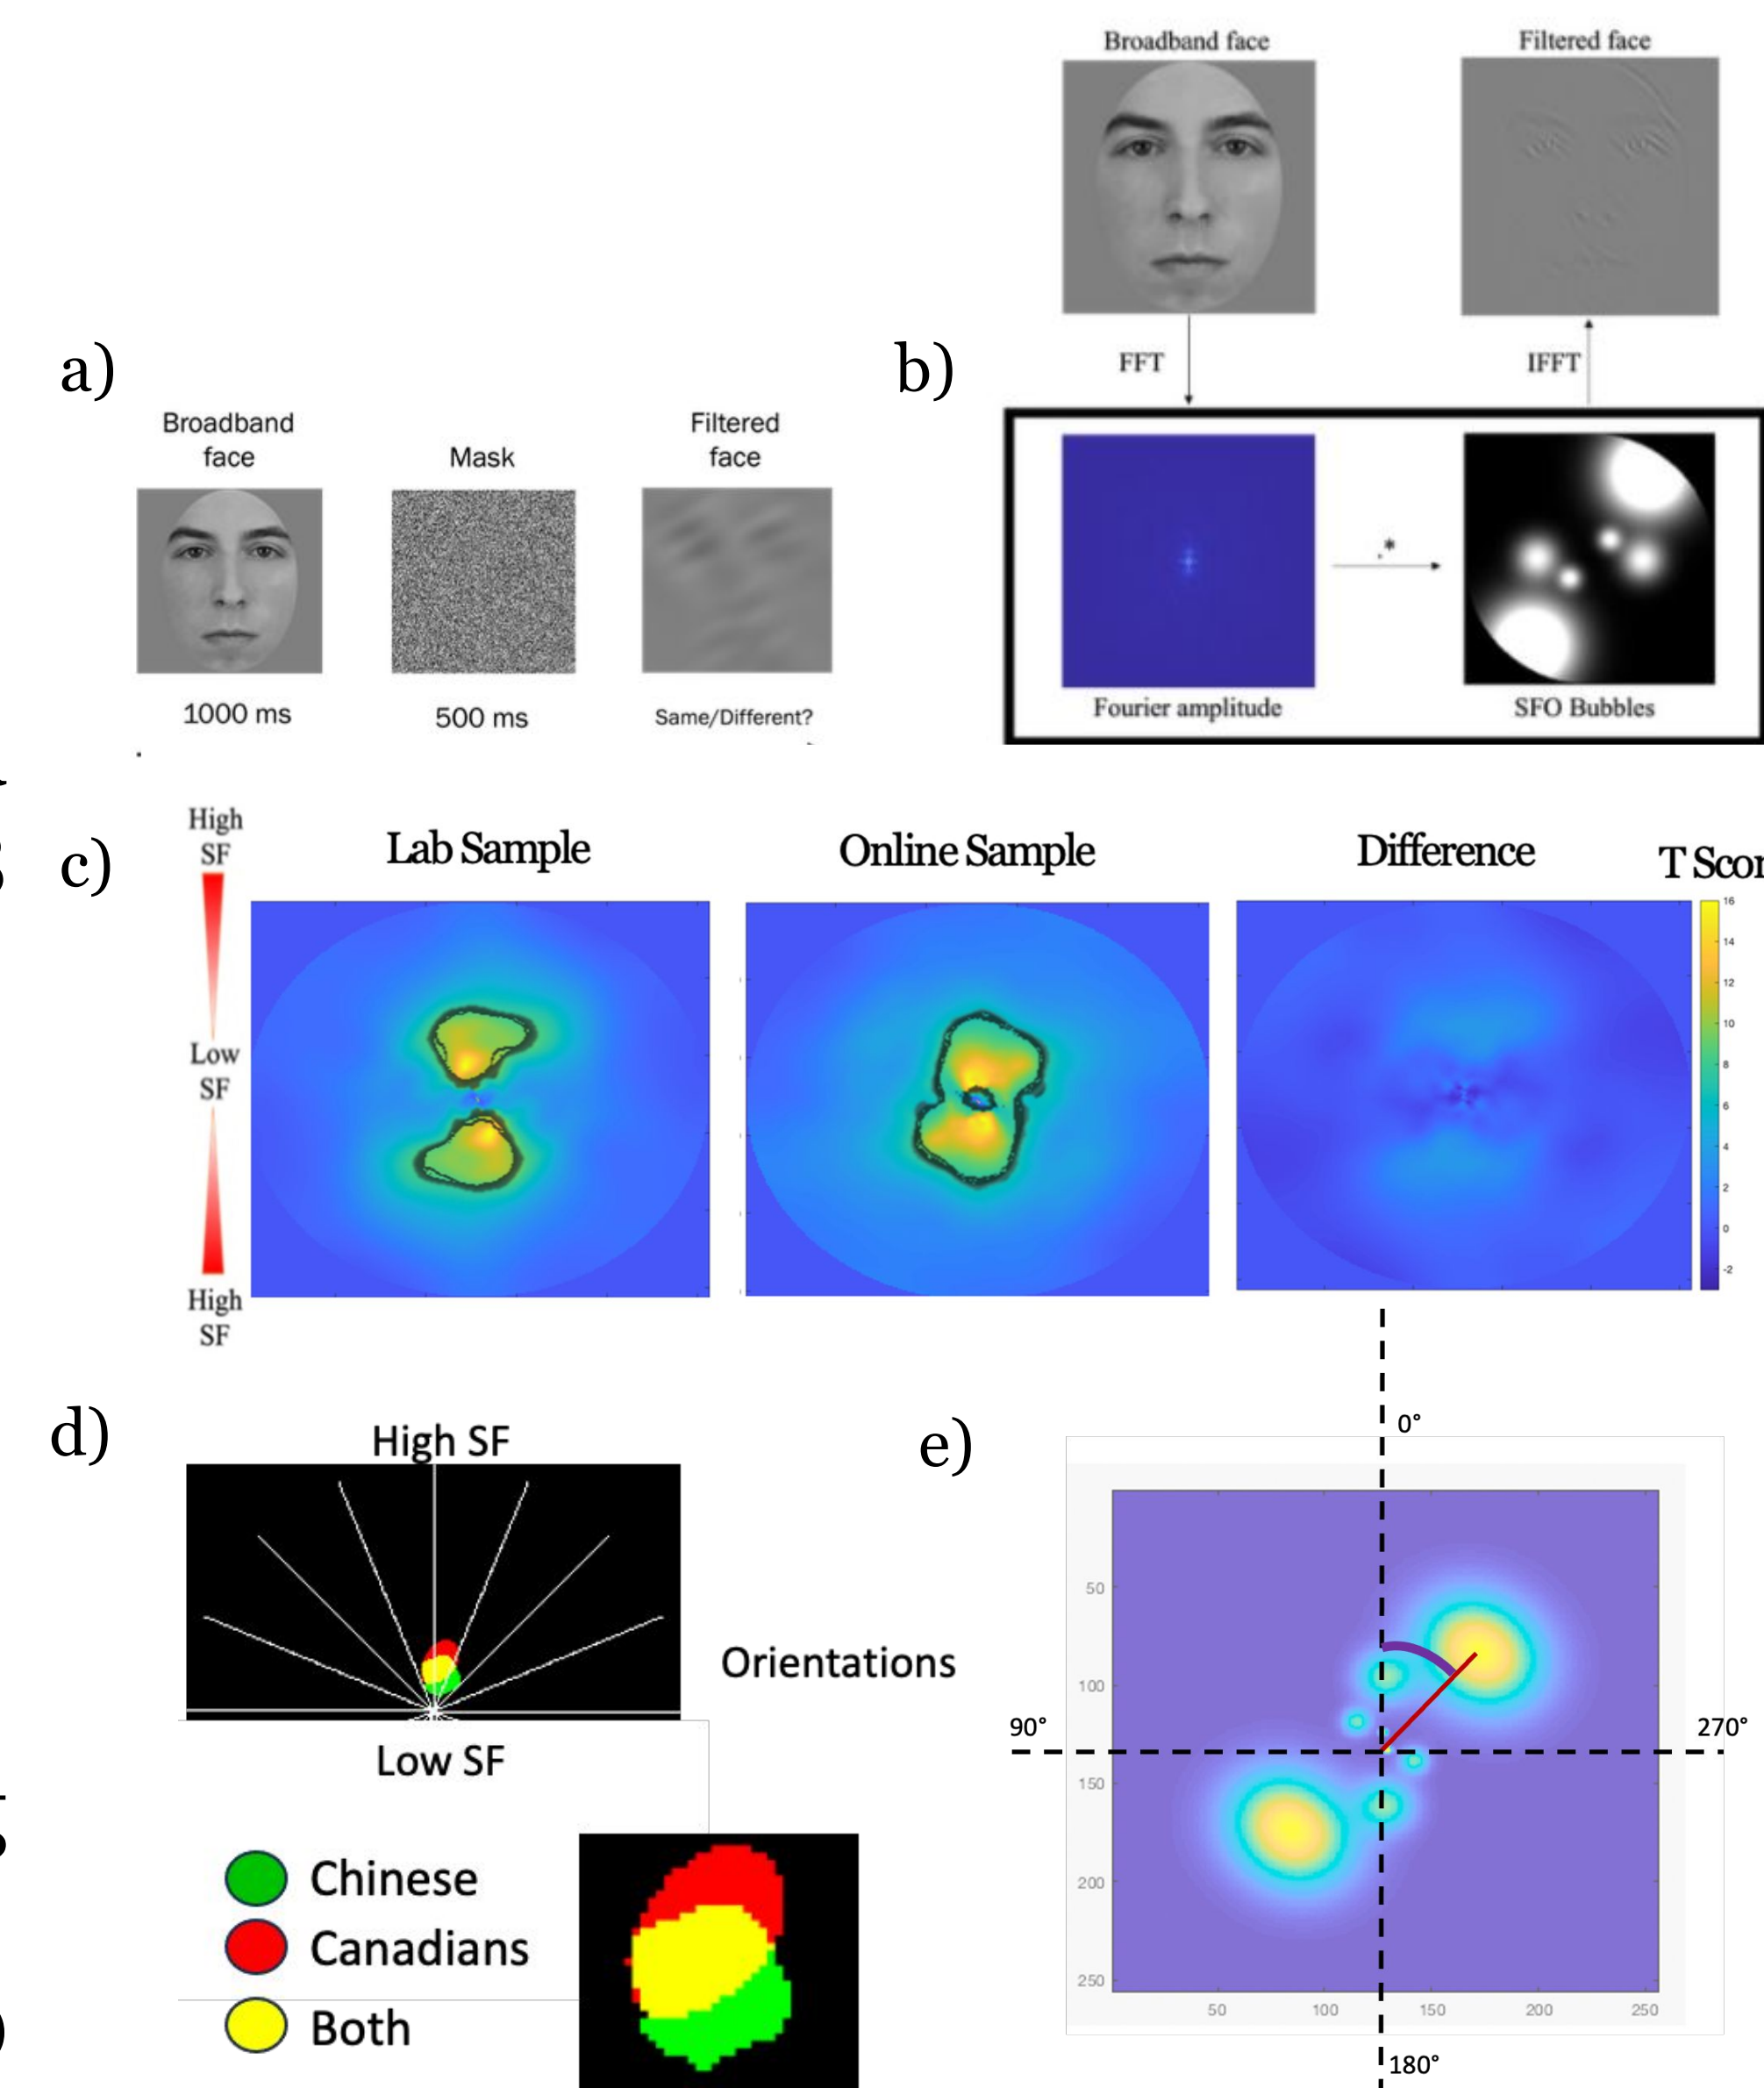 Broadband face
Filtered face
a)
b)
FFT
IFFT
Broadband
face
Mask
Filtered
face
.*
1000 ms
500 ms
Same/Different?
Fourier amplitude
SFO Bubbles
c)
High
SF
Low
SF
High
SF
Lab Sample
Online Sample
Difference
T Scor
16
14
12
10
8
6
4
2
0
-2
d)
High SF
Orientations
Low SF
Chinese
Canadians
Both
e)
0°
90°
270°
180°
50
100
150
200
250
50
100
150
200
250